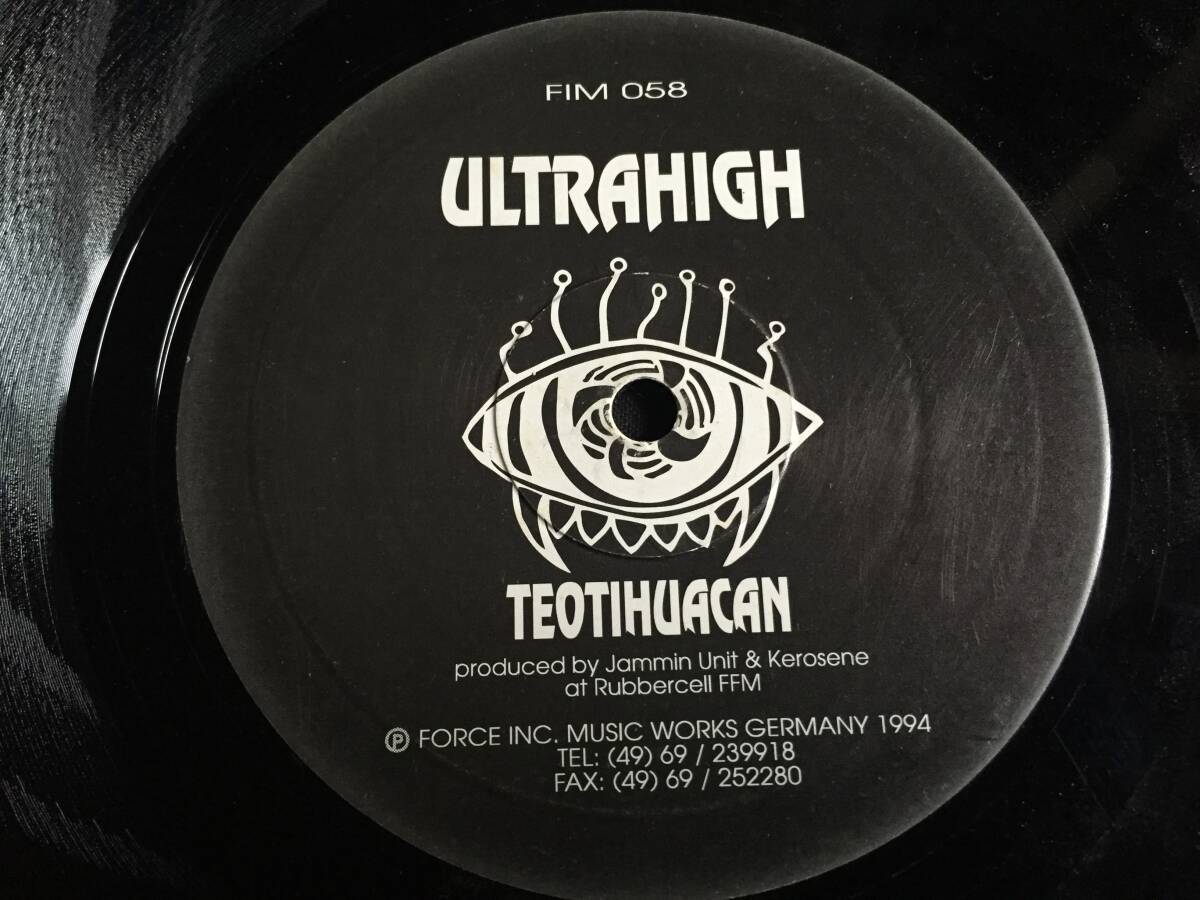 FIM 058
ULTRAHIGH
TEOTIHUACAN
produced by Jammin Unit & Kerosene
at Rubbercell FFM
℗ FORCE INC. MUSIC WORKS GERMANY 1994
TEL: (49) 69 / 239918
FAX: (49) 69 / 252280